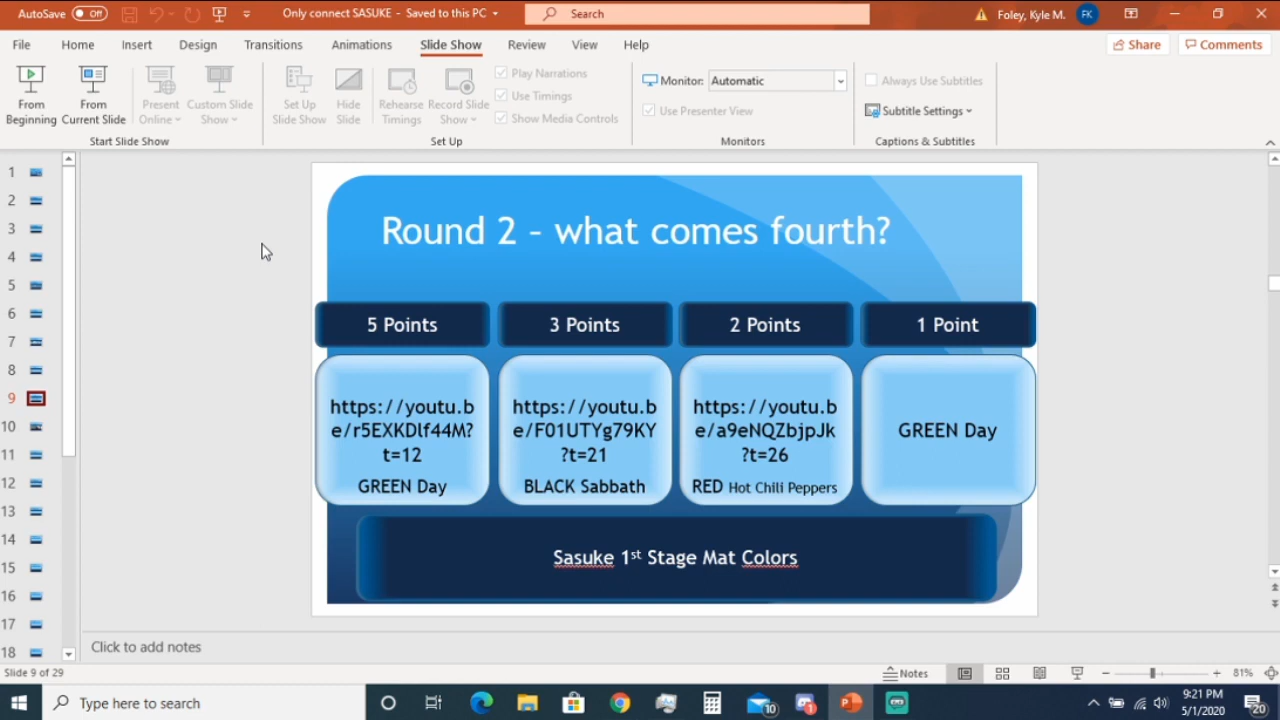 AutoSave Off
Only connect SASUKE - Saved to this PC
Search
Foley, Kyle M.
FK
File
Home
Insert
Design
Transitions
Animations
Slide Show
Review
View
Help
Share
Comments
From Beginning
From Current Slide
Present Online
Custom Slide Show
Start Slide Show
Set Up Slide Show
Hide Slide
Rehearse Timings
Record Slide Show
Play Narrations
Use Timings
Show Media Controls
Set Up
Monitor: Automatic
Use Presenter View
Monitors
Always Use Subtitles
Subtitle Settings
Captions & Subtitles
1
2
3
4
5
6
7
8
9
10
11
12
13
14
15
16
17
18
Round 2 – what comes fourth?
5 Points
3 Points
2 Points
1 Point
https://youtu.b
e/r5EXKDlf44M?
t=12
GREEN Day
https://youtu.b
e/F01UTYg79KY
?t=21
BLACK Sabbath
https://youtu.b
e/a9eNQZbjpJk
?t=26
RED Hot Chili Peppers
GREEN Day
Sasuke 1st Stage Mat Colors
Click to add notes
Slide 9 of 29
Notes
81%
Type here to search
10
1
9:21 PM
5/1/2020
20